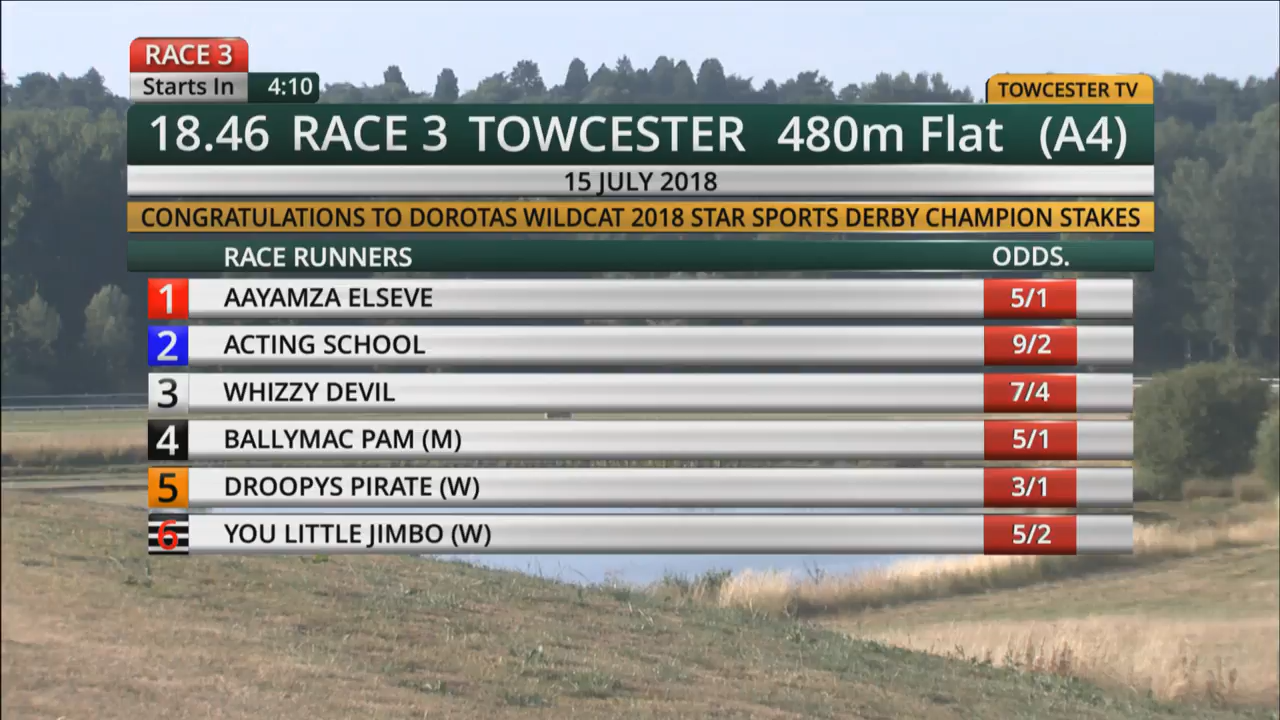 RACE 3
Starts In 4:10
TOWCESTER TV
18.46 RACE 3 TOWCESTER 480m Flat (A4)
15 JULY 2018
CONGRATULATIONS TO DOROTAS WILDCAT 2018 STAR SPORTS DERBY CHAMPION STAKES
RACE RUNNERS ODDS.
1 AAYAMZA ELSEVE 5/1
2 ACTING SCHOOL 9/2
3 WHIZZY DEVIL 7/4
4 BALLYMAC PAM (M) 5/1
5 DROOPYS PIRATE (W) 3/1
6 YOU LITTLE JIMBO (W) 5/2